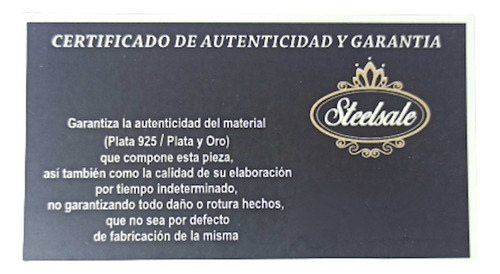 CERTIFICADO DE AUTENTICIDAD Y GARANTIA
Steelsale
Garantiza la autenticidad del material
(Plata 925 / Plata y Oro)
que compone esta pieza,
así también como la calidad de su elaboración
por tiempo indeterminado,
no garantizando todo daño o rotura hechos,
que no sea por defecto
de fabricación de la misma